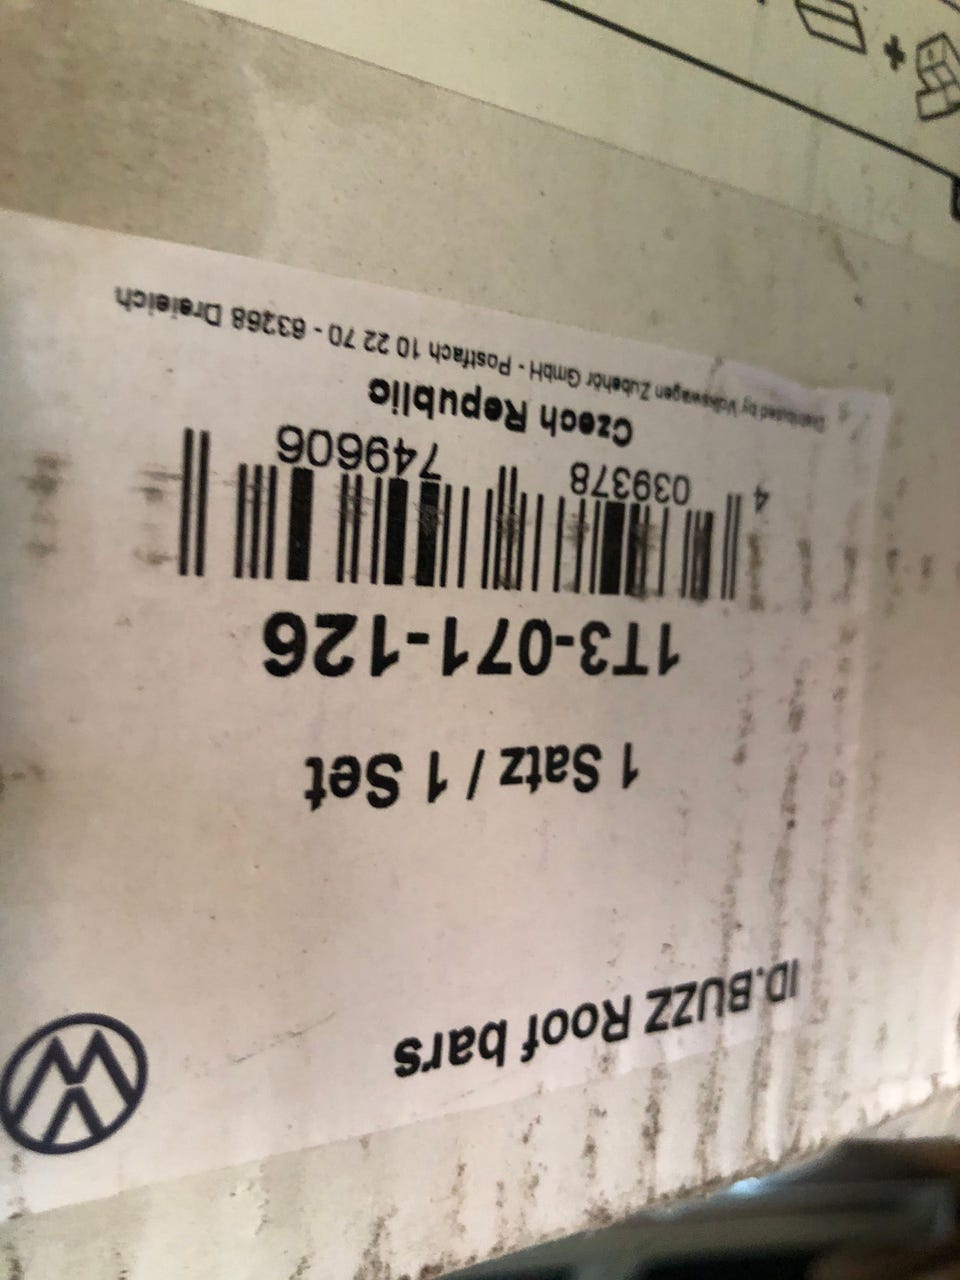 ID.BUZZ Roof bars
1 Satz / 1 Set
1T3-071-126
4 039378 749606
Czech Republic
Distributed by Volkswagen Zubehör GmbH - Postfach 10 22 70 - 63268 Dreieich